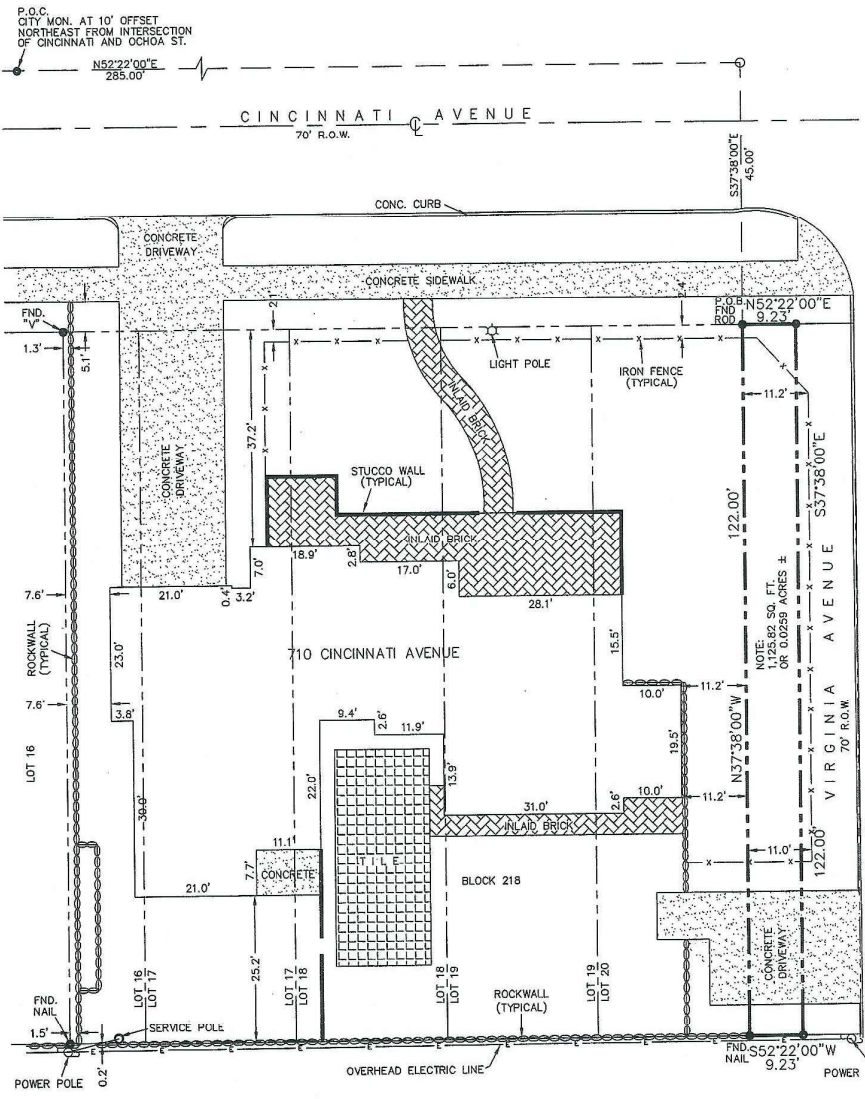 P.O.C.
CITY MON. AT 10' OFFSET
NORTHEAST FROM INTERSECTION
OF CINCINNATI AND OCHOA ST.
N52°22'00"E
285.00'
CINCINNATI AVENUE
70' R.O.W.
S37°38'00"E
45.00'
CONC. CURB
CONCRETE
DRIVEWAY
CONCRETE SIDEWALK
FND.
"V"
1.3'
5.1'
2.1'
2.4'
P.O.B.
FND
ROD
N52°22'00"E
9.23'
LIGHT POLE
IRON FENCE
(TYPICAL)
11.2'
INLAID BRICK
37.2'
CONCRETE
DRIVEWAY
STUCCO WALL
(TYPICAL)
S37°38'00"E
122.00'
INLAID BRICK
18.9'
2.8'
17.0'
6.0'
28.1'
7.0'
7.6'
21.0'
0.4'
3.2'
ROCKWALL
(TYPICAL)
23.0'
710 CINCINNATI AVENUE
15.5'
NOTE:
1,125.82 SQ. FT.
OR 0.0259 ACRES ±
VIRGINIA AVENUE
70' R.O.W.
10.0'
11.2'
7.6'
3.8'
9.4'
2.6'
11.9'
N37°38'00"W
19.5'
LOT 16
30.0'
22.0'
13.9'
31.0'
2.6'
10.0'
11.2'
INLAID BRICK
11.1'
7.7'
CONCRETE
TILE
BLOCK 218
11.0'
122.00'
21.0'
25.2'
CONCRETE
DRIVEWAY
LOT 16
LOT 17
LOT 17
LOT 18
LOT 18
LOT 19
LOT 19
LOT 20
FND.
NAIL
1.5'
SERVICE POLE
ROCKWALL
(TYPICAL)
E E E E E E
0.2'
POWER POLE
OVERHEAD ELECTRIC LINE
FND.
NAIL
S52°22'00"W
9.23'
POWER